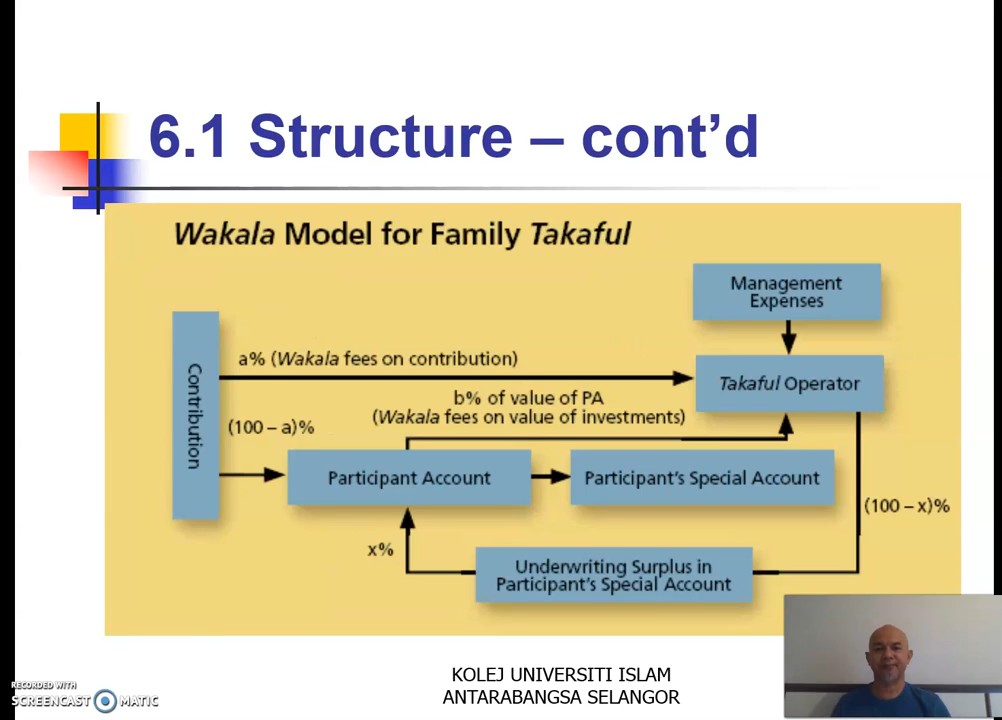 6.1 Structure – cont’d
Wakala Model for Family Takaful
Management
Expenses
a% (Wakala fees on contribution)
Takaful Operator
b% of value of PA
(Wakala fees on value of investments)
Contribution
(100 – a)%
Participant Account
Participant’s Special Account
(100 – x)%
x%
Underwriting Surplus in
Participant’s Special Account
KOLEJ UNIVERSITI ISLAM
ANTARABANGSA SELANGOR
RECORDED WITH
SCREENCAST MATIC